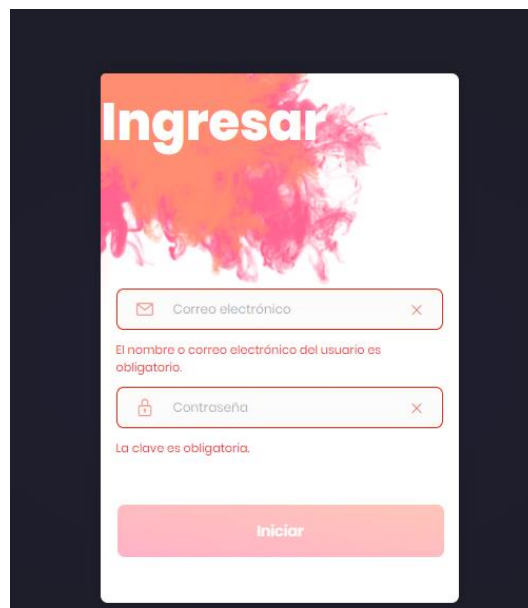 Ingresar
Correo electrónico
El nombre o correo electrónico del usuario es
obligatorio.
Contraseña
La clave es obligatoria.
Iniciar